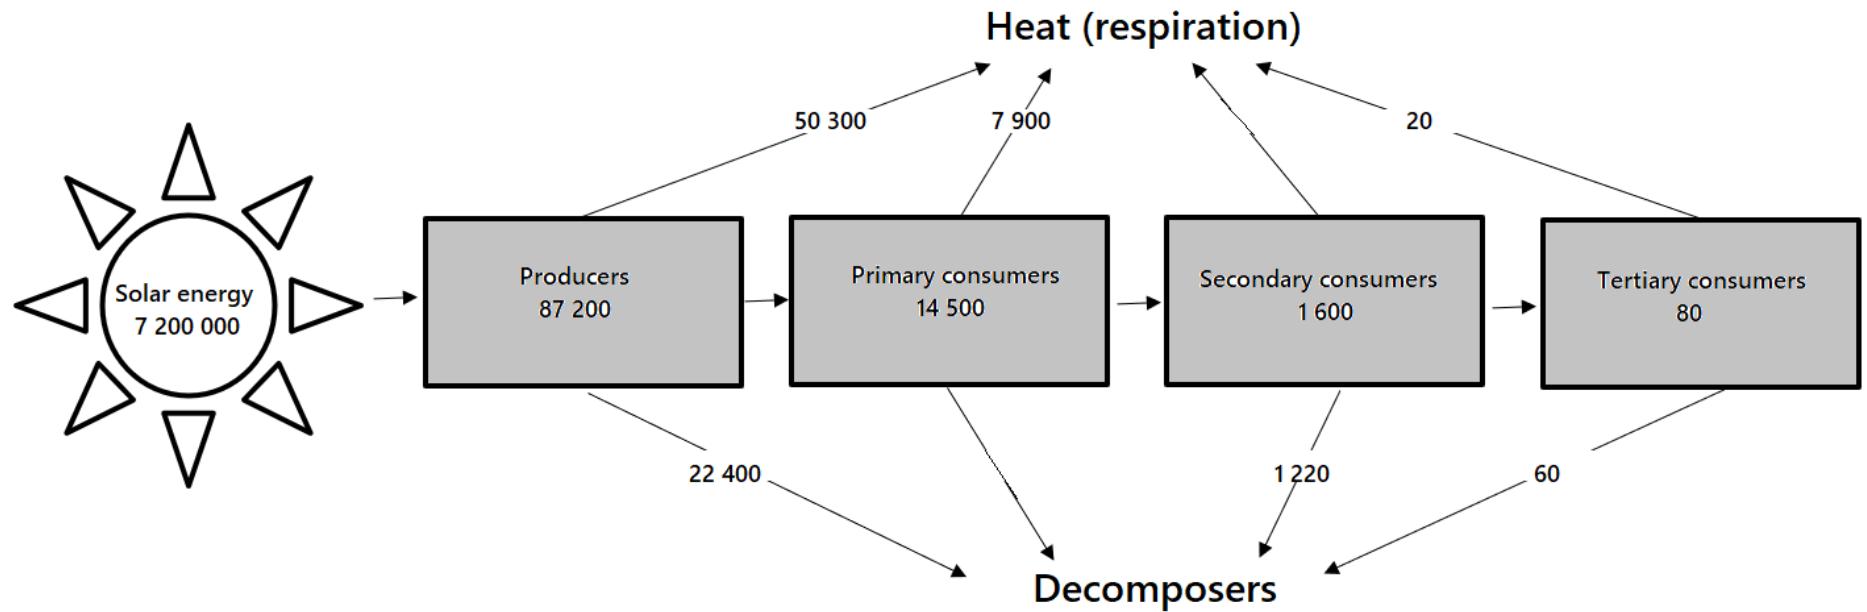 Heat (respiration)
50 300
7 900
20
Solar energy
7 200 000
Producers
87 200
Primary consumers
14 500
Secondary consumers
1 600
Tertiary consumers
80
22 400
1 220
60
Decomposers